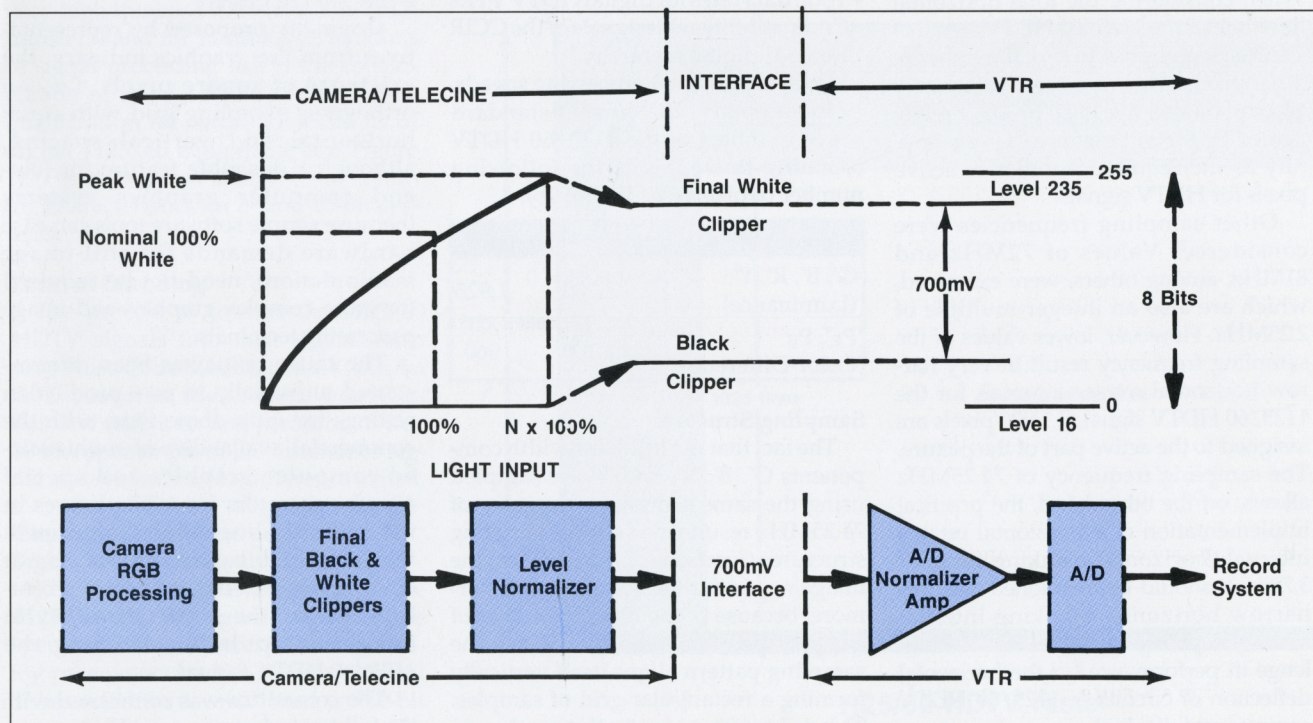 CAMERA/TELECINE
INTERFACE
VTR
Peak White
Nominal 100%
White
Final White
Clipper
Black
Clipper
700mV
Level 235
255
8 Bits
0
Level 16
100%
N x 100%
LIGHT INPUT
Camera
RGB
Processing
Final
Black &
White
Clippers
Level
Normalizer
700mV
Interface
A/D
Normalizer
Amp
A/D
Record
System
Camera/Telecine
VTR